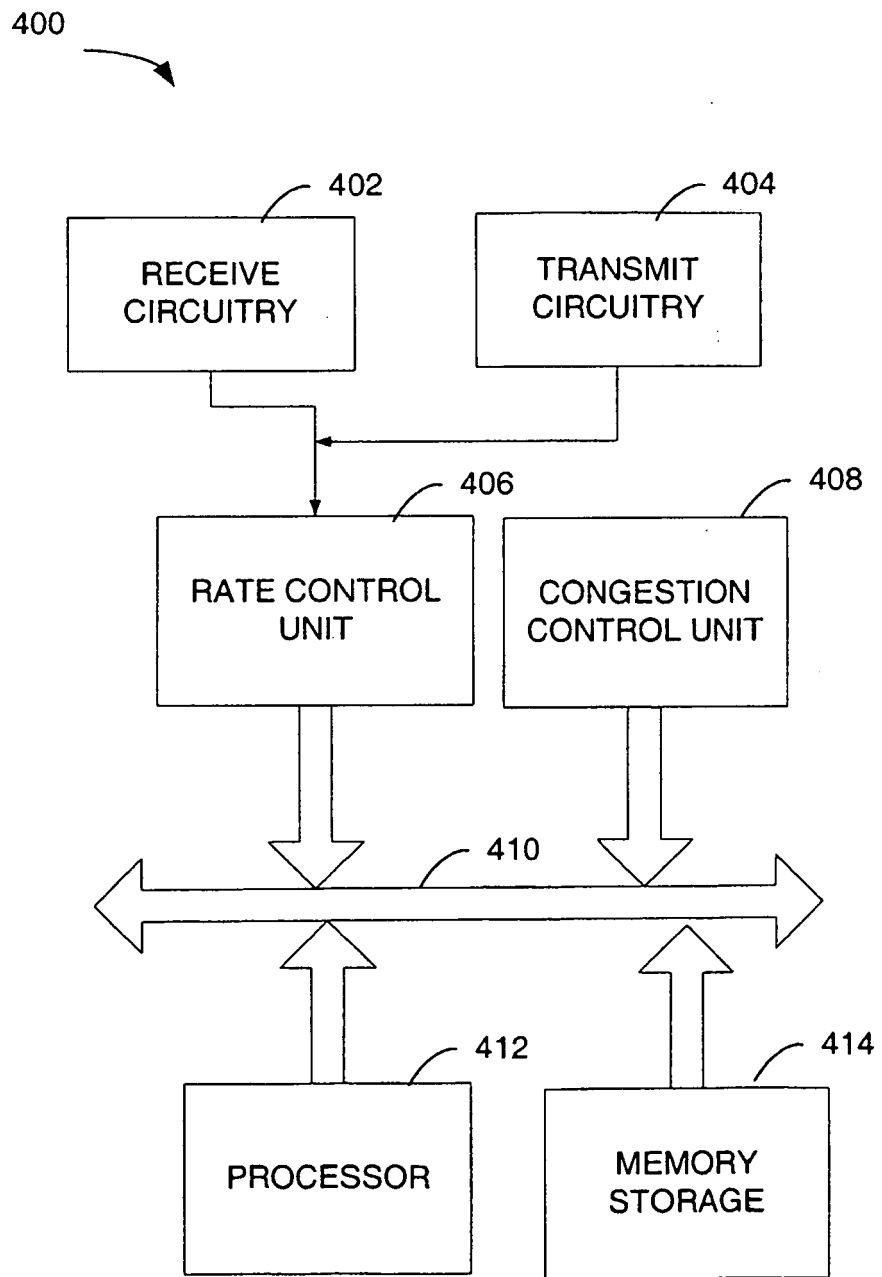 400
402
404
RECEIVE
CIRCUITRY
TRANSMIT
CIRCUITRY
406
408
RATE CONTROL
UNIT
CONGESTION
CONTROL UNIT
410
412
414
PROCESSOR
MEMORY
STORAGE